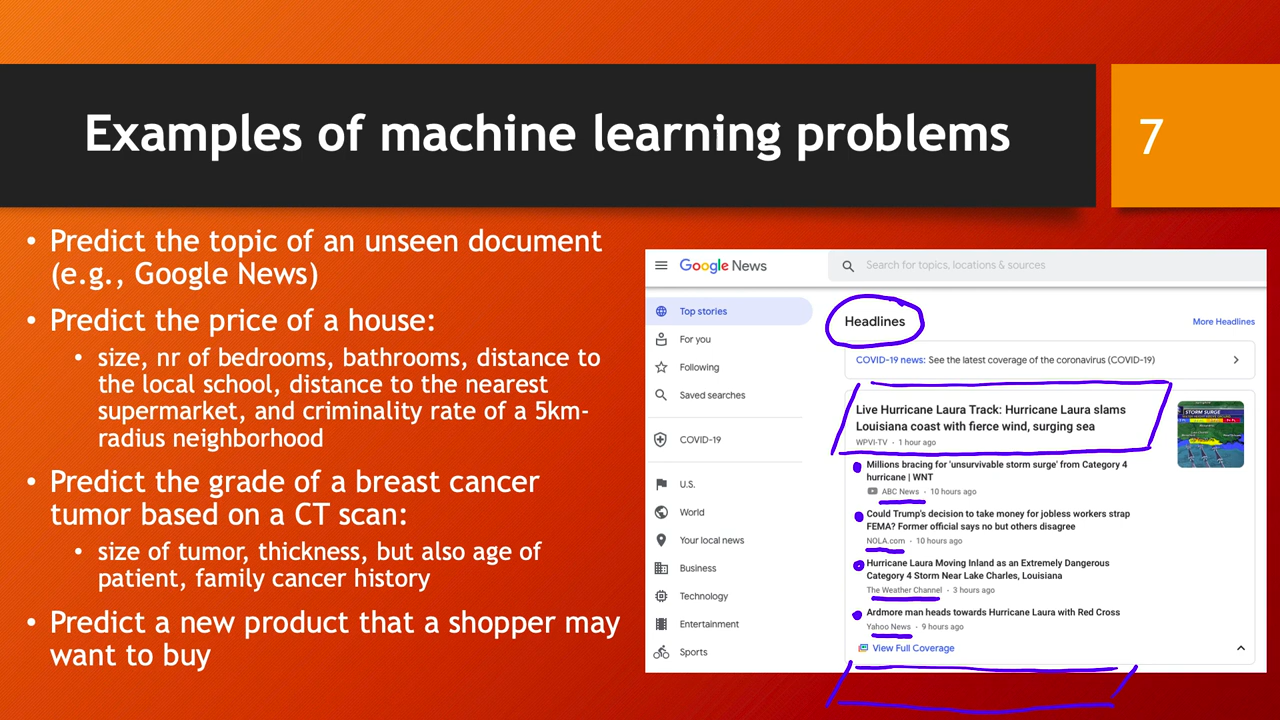 Examples of machine learning problems
7
• Predict the topic of an unseen document
(e.g., Google News)
• Predict the price of a house:
• size, nr of bedrooms, bathrooms, distance to
the local school, distance to the nearest
supermarket, and criminality rate of a 5km-
radius neighborhood
• Predict the grade of a breast cancer
tumor based on a CT scan:
• size of tumor, thickness, but also age of
patient, family cancer history
• Predict a new product that a shopper may
want to buy
Google News
Search for topics, locations & sources
Top stories
For you
Following
Saved searches
COVID-19
U.S.
World
Your local news
Business
Technology
Entertainment
Sports
Headlines
More Headlines
COVID-19 news: See the latest coverage of the coronavirus (COVID-19)
Live Hurricane Laura Track: Hurricane Laura slams
Louisiana coast with fierce wind, surging sea
WPVI-TV • 1 hour ago
STORM SURGE
Millions bracing for 'unsurvivable storm surge' from Category 4
hurricane | WNT
ABC News • 10 hours ago
Could Trump's decision to take money for jobless workers strap
FEMA? Former official says no but others disagree
NOLA.com • 10 hours ago
Hurricane Laura Moving Inland as an Extremely Dangerous
Category 4 Storm Near Lake Charles, Louisiana
The Weather Channel • 3 hours ago
Ardmore man heads towards Hurricane Laura with Red Cross
Yahoo News • 9 hours ago
View Full Coverage